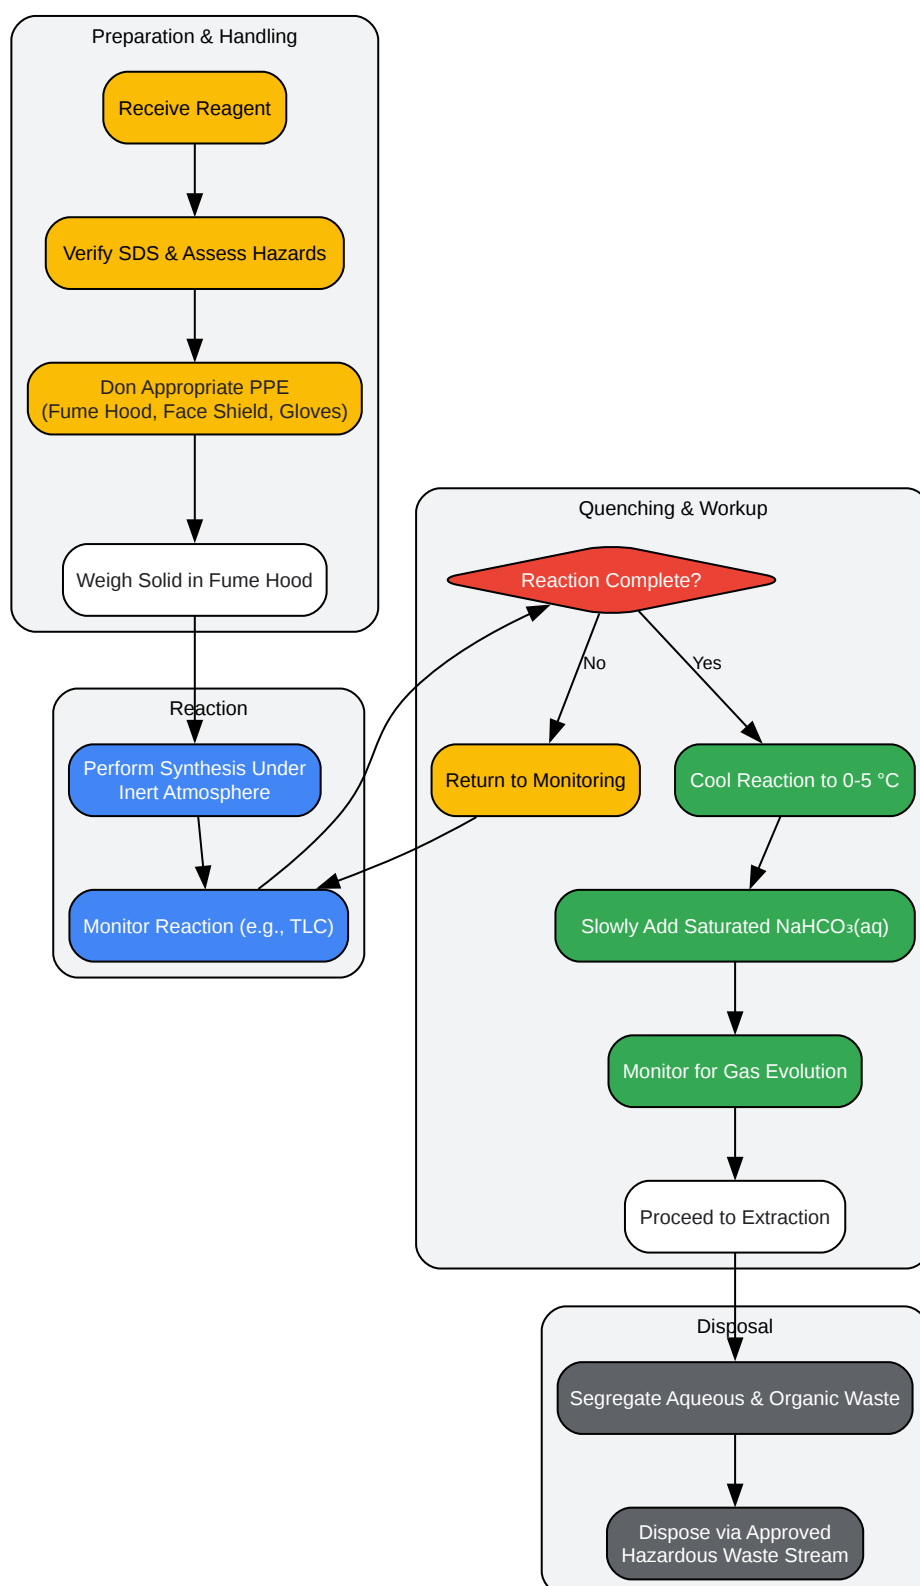 Preparation & Handling
Receive Reagent
Verify SDS & Assess Hazards
Don Appropriate PPE
(Fume Hood, Face Shield, Gloves)
Weigh Solid in Fume Hood
Reaction
Perform Synthesis Under
Inert Atmosphere
Monitor Reaction (e.g., TLC)
Quenching & Workup
Reaction Complete?
No
Yes
Return to Monitoring
Cool Reaction to 0-5 °C
Slowly Add Saturated NaHCO₃(aq)
Monitor for Gas Evolution
Proceed to Extraction
Disposal
Segregate Aqueous & Organic Waste
Dispose via Approved
Hazardous Waste Stream